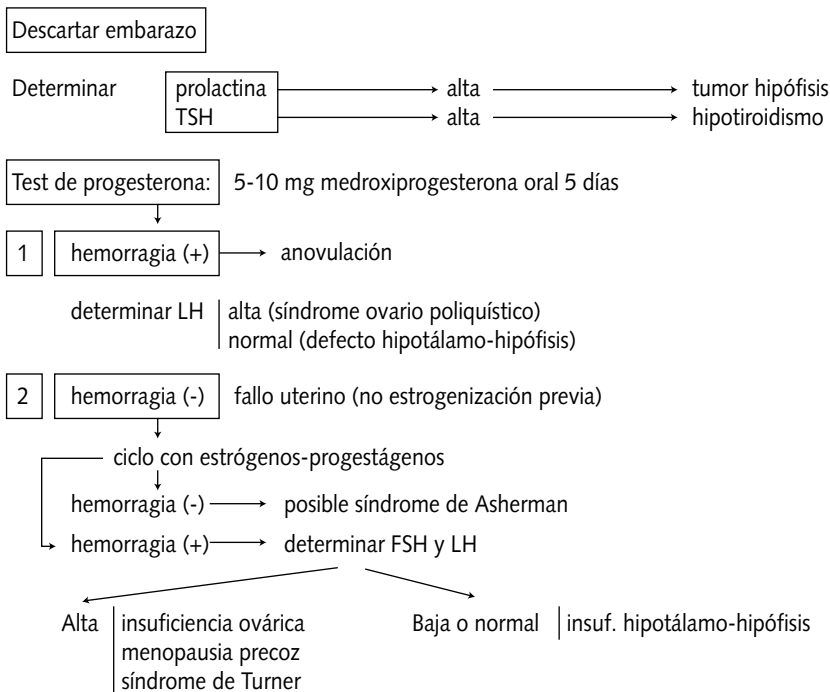 Descartar embarazo
Determinar prolactina alta tumor hipófisis
TSH alta hipotiroidismo
Test de progesterona: 5-10 mg medroxiprogesterona oral 5 días
1 hemorragia (+) anovulación
determinar LH alta (síndrome ovario poliquístico)
normal (defecto hipotálamo-hipófisis)
2 hemorragia (-) fallo uterino (no estrogenización previa)
ciclo con estrógenos-progestágenos
hemorragia (-) posible síndrome de Asherman
hemorragia (+) determinar FSH y LH
Alta insuficiencia ovárica Baja o normal insuf. hipotálamo-hipófisis
menopausia precoz
síndrome de Turner